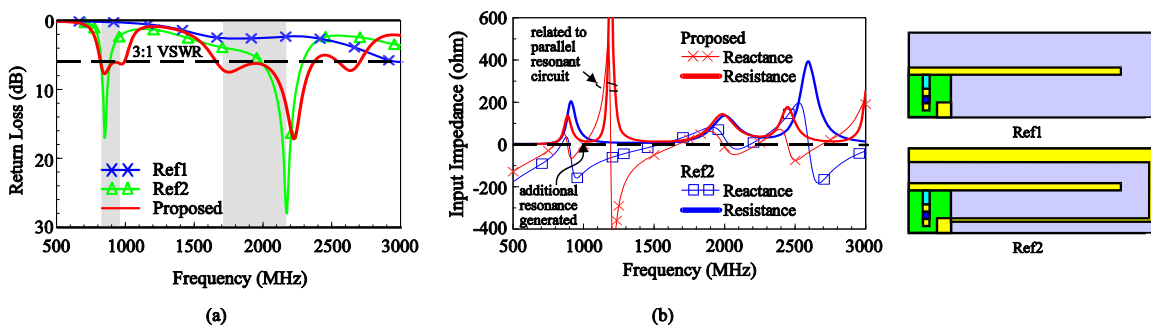 0
10
20
30
Return Loss (dB)
3:1 VSWR
Ref1
Ref2
Proposed
500
1000
1500
2000
2500
3000
Frequency (MHz)
(a)
600
400
200
0
-200
-400
Input Impedance (ohm)
related to
parallel
resonant
circuit
additional
resonance
generated
Proposed
Reactance
Resistance
Ref2
Reactance
Resistance
500
1000
1500
2000
2500
3000
Frequency (MHz)
(b)
Ref1
Ref2